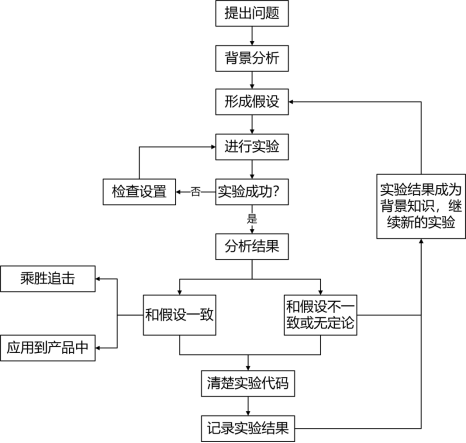 提出问题
背景分析
形成假设
进行实验
检查设置
否
实验成功?
是
实验结果成为
背景知识，继
续新的实验
分析结果
乘胜追击
和假设一致
和假设不一
致或无定论
应用到产品中
清楚实验代码
记录实验结果